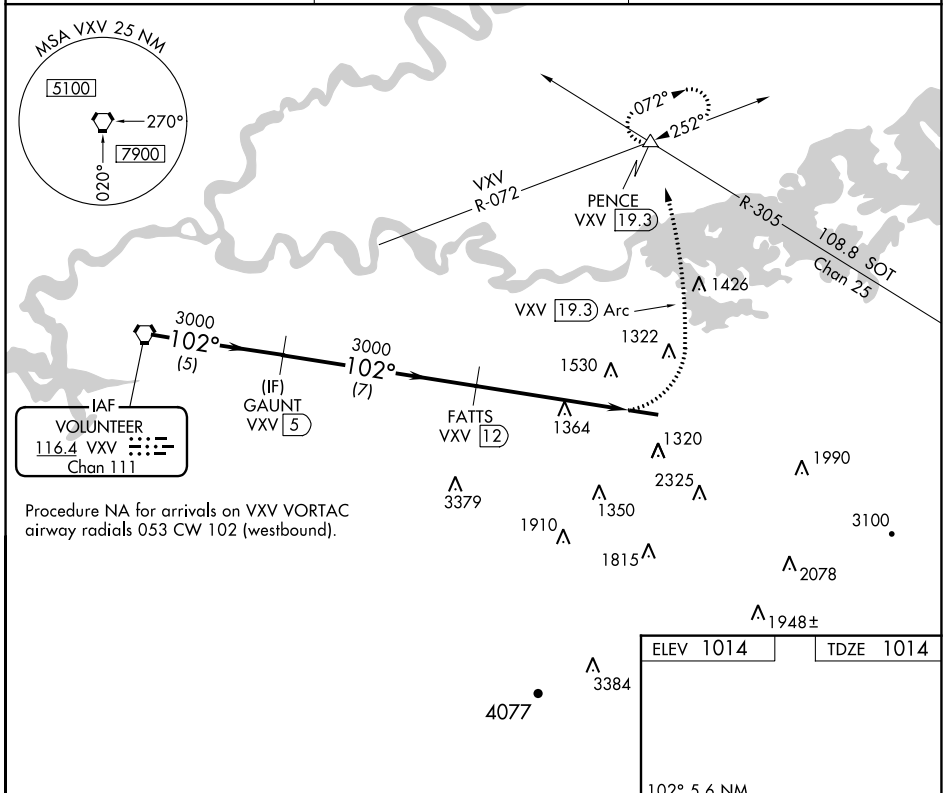 MSA VXV 25 NM
5100
270°
7900
020°
072°
252°
VXV
R-072
PENCE
VXV 19.3
R-305
108.8 SOT
Chan 25
1426
VXV 19.3 Arc
1322
1530
3000
102°
(5)
3000
102°
(7)
(IF)
GAUNT
VXV 5
FATTS
VXV 12
1364
IAF
VOLUNTEER
116.4 VXV
Chan 111
1320
2325
1990
3379
1350
1910
1815
3100
2078
1948±
Procedure NA for arrivals on VXV VORTAC
airway radials 053 CW 102 (westbound).
3384
4077
ELEV 1014
TDZE 1014
102° 5.6 NM